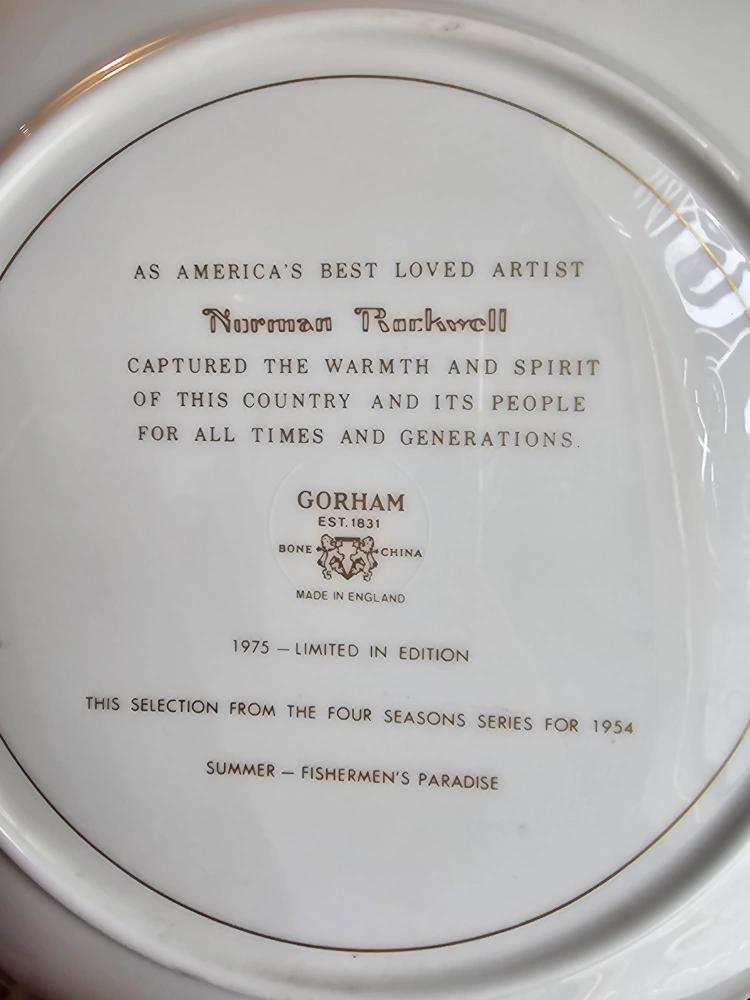 AS AMERICA'S BEST LOVED ARTIST
Norman Rockwell
CAPTURED THE WARMTH AND SPIRIT
OF THIS COUNTRY AND ITS PEOPLE
FOR ALL TIMES AND GENERATIONS.
GORHAM
EST. 1831
BONE CHINA
MADE IN ENGLAND
1975 – LIMITED IN EDITION
THIS SELECTION FROM THE FOUR SEASONS SERIES FOR 1954
SUMMER – FISHERMEN'S PARADISE